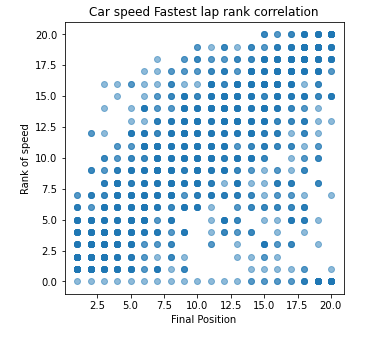 Car speed Fastest lap rank correlation
20.0
17.5
15.0
12.5
10.0
7.5
5.0
2.5
0.0
Rank of speed
2.5 5.0 7.5 10.0 12.5 15.0 17.5 20.0
Final Position